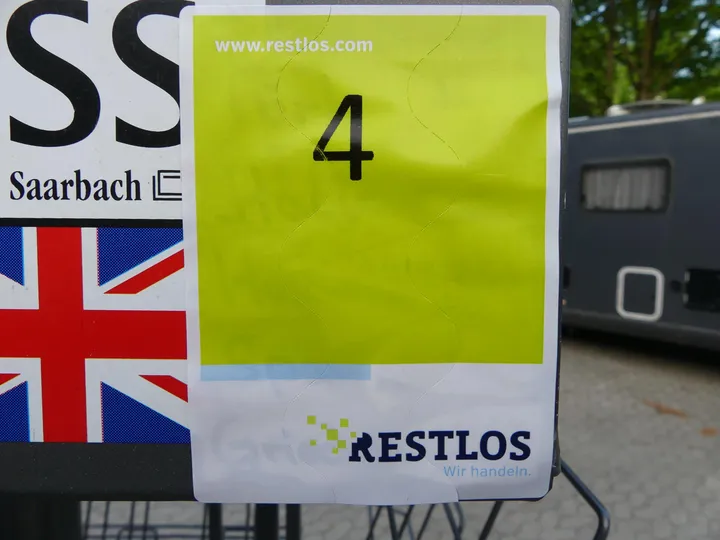 SS
Saarbach
www.restlos.com
4
RESTLOS
Wir handeln.